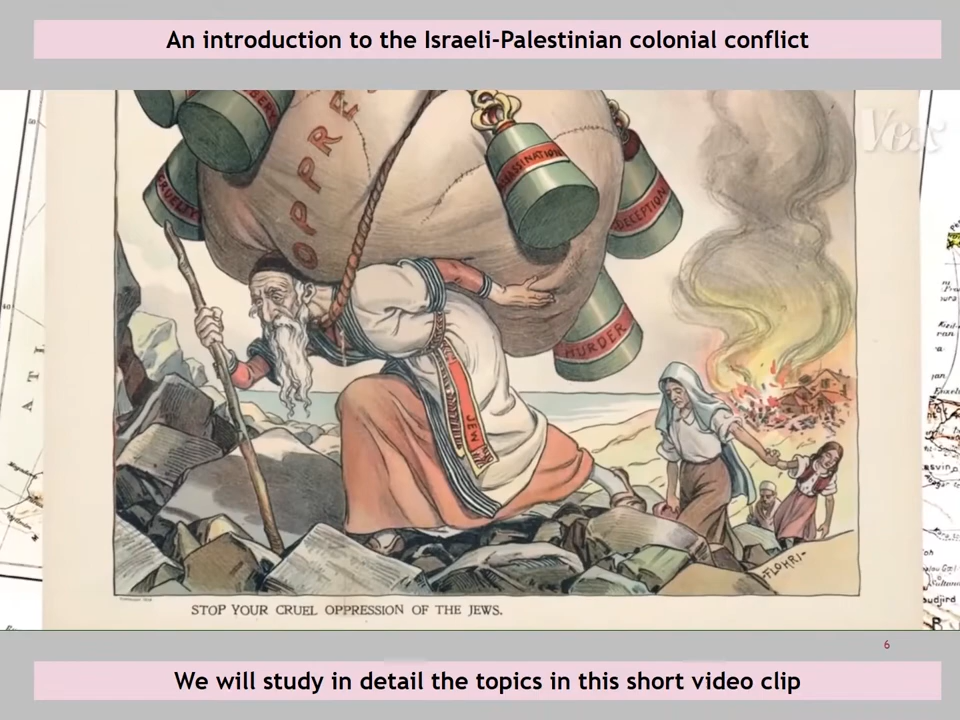 An introduction to the Israeli-Palestinian colonial conflict
Vox
OPPRE
CRUELTY
ASSASSINATION
DECEPTION
MURDER
JEW
FLOHRI
STOP YOUR CRUEL OPPRESSION OF THE JEWS.
6
We will study in detail the topics in this short video clip